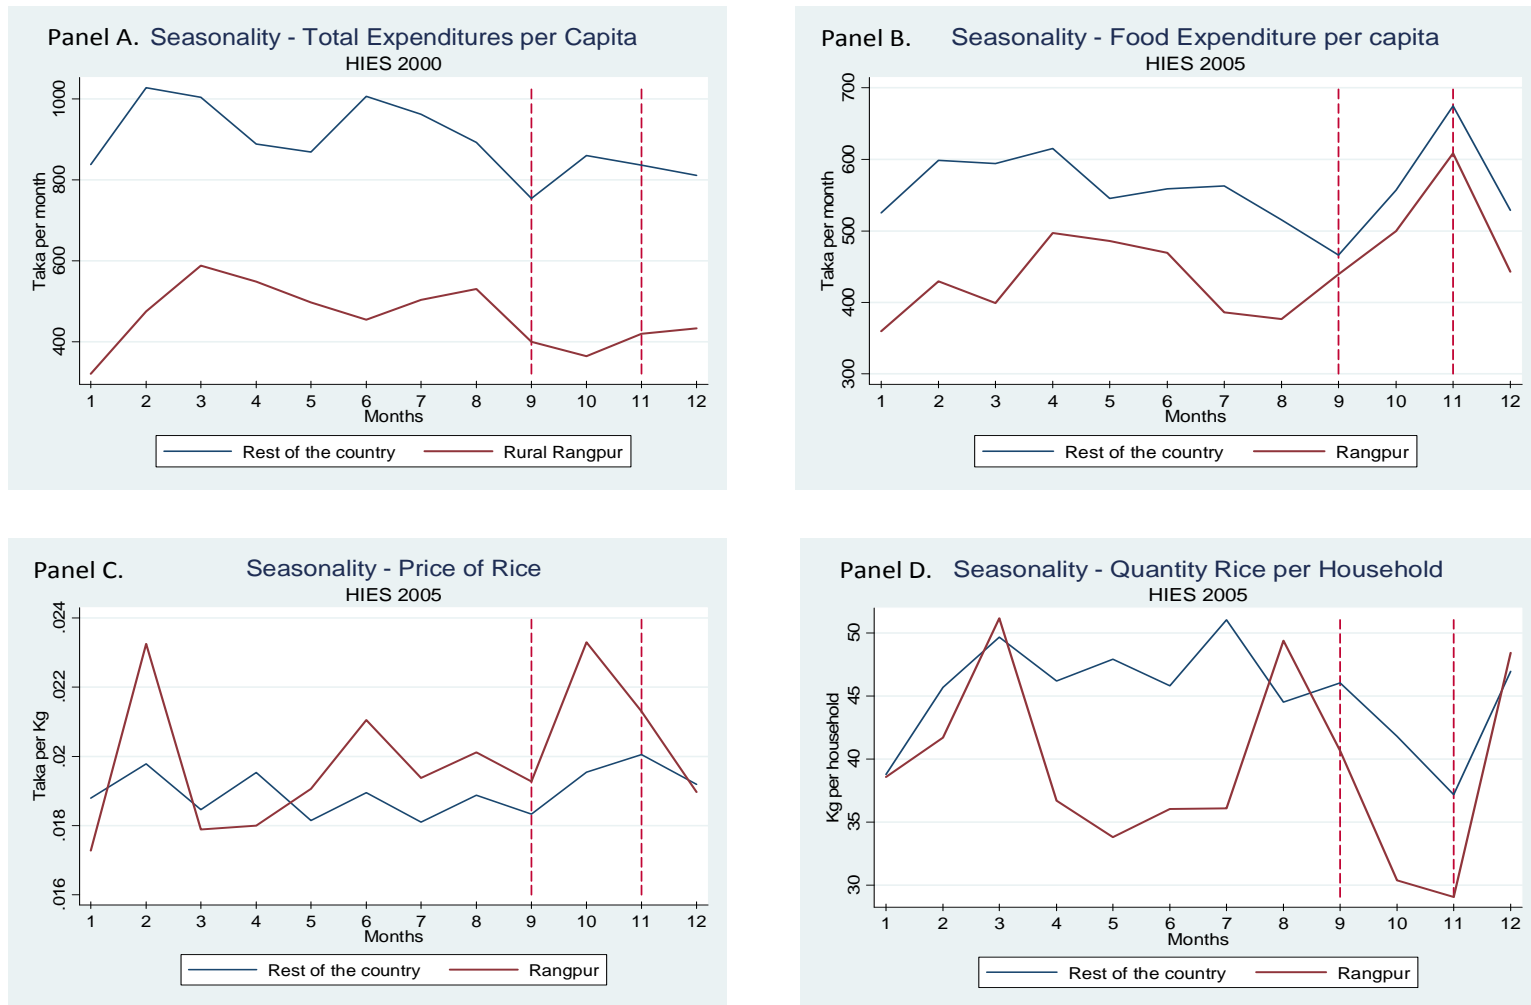 Panel A. Seasonality - Total Expenditures per Capita
HIES 2000
Taka per month
1000
800
600
400
1 2 3 4 5 6 7 8 9 10 11 12
Months
Rest of the country Rural Rangpur
Panel B. Seasonality - Food Expenditure per capita
HIES 2005
Taka per month
700
600
500
400
300
1 2 3 4 5 6 7 8 9 10 11 12
Months
Rest of the country Rangpur
Panel C. Seasonality - Price of Rice
HIES 2005
Taka per Kg
.024
.022
.02
.018
.016
1 2 3 4 5 6 7 8 9 10 11 12
Months
Rest of the country Rangpur
Panel D. Seasonality - Quantity Rice per Household
HIES 2005
Kg per household
50
45
40
35
30
1 2 3 4 5 6 7 8 9 10 11 12
Months
Rest of the country Rangpur